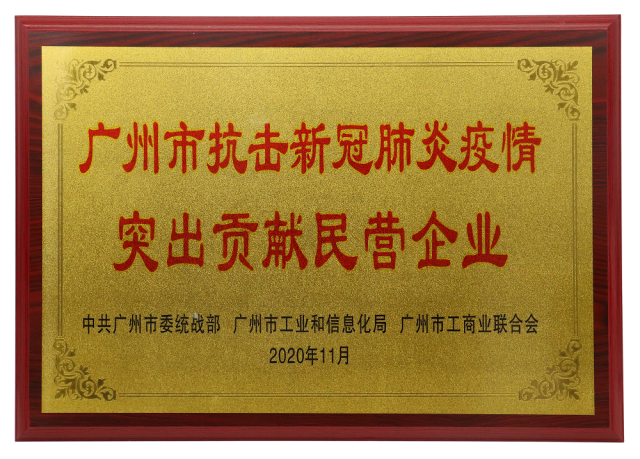 广州市抗击新冠肺炎疫情
突出贡献民营企业
中共广州市委统战部 广州市工业和信息化局 广州市工商业联合会
2020年11月